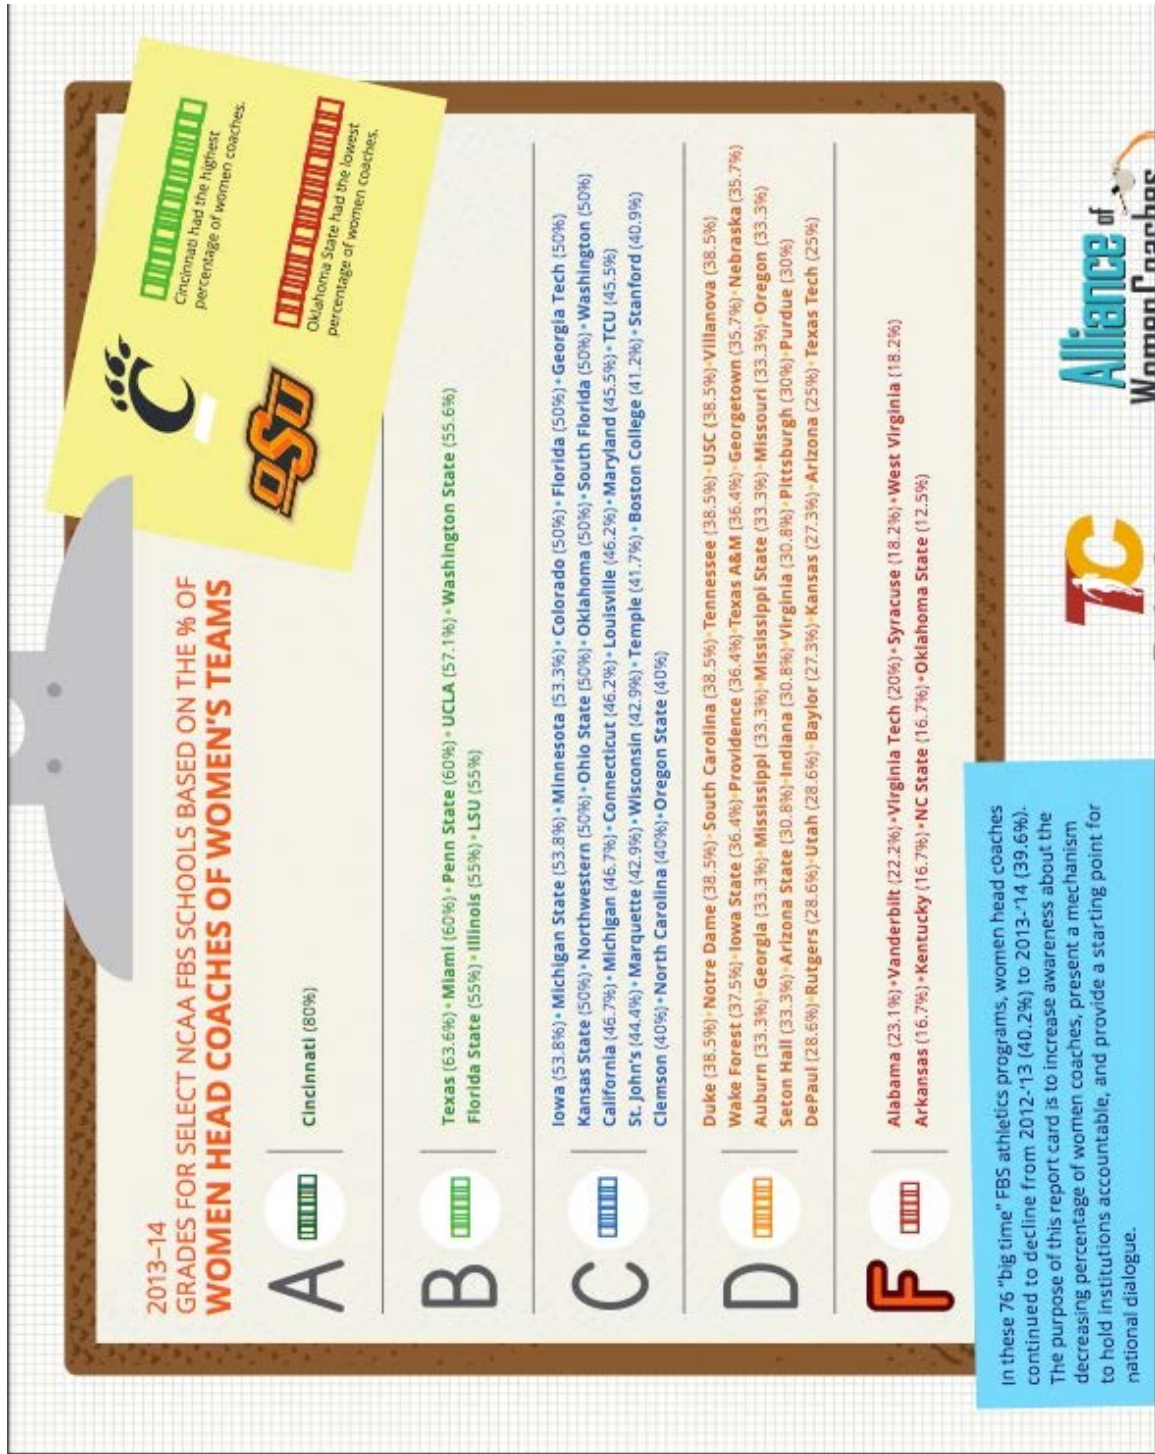 2013–14
GRADES FOR SELECT NCAA FBS SCHOOLS BASED ON THE % OF
WOMEN HEAD COACHES OF WOMEN'S TEAMS
C
Cincinnati had the highest
percentage of women coaches.
OSU
Oklahoma State had the lowest
percentage of women coaches.
A
Cincinnati (80%)
B
Texas (63.6%) • Miami (60%) • Penn State (60%) • UCLA (57.1%) • Washington State (55.6%)
Florida State (55%) • Illinois (55%) • LSU (55%)
C
Iowa (53.8%) • Michigan State (53.8%) • Minnesota (53.3%) • Colorado (50%) • Florida (50%) • Georgia Tech (50%)
Kansas State (50%) • Northwestern (50%) • Ohio State (50%) • Oklahoma (50%) • South Florida (50%) • Washington (50%)
California (46.7%) • Michigan (46.7%) • Connecticut (46.2%) • Louisville (46.2%) • Maryland (45.5%) • TCU (45.5%)
St. John's (44.4%) • Marquette (42.9%) • Wisconsin (42.9%) • Temple (41.7%) • Boston College (41.2%) • Stanford (40.9%)
Clemson (40%) • North Carolina (40%) • Oregon State (40%)
D
Duke (38.5%) • Notre Dame (38.5%) • South Carolina (38.5%) • Tennessee (38.5%) • USC (38.5%) • Villanova (38.5%)
Wake Forest (37.5%) • Iowa State (36.4%) • Providence (36.4%) • Texas A&M (36.4%) • Georgetown (35.7%) • Nebraska (35.7%)
Auburn (33.3%) • Georgia (33.3%) • Mississippi (33.3%) • Mississippi State (33.3%) • Missouri (33.3%) • Oregon (33.3%)
Seton Hall (33.3%) • Arizona State (30.8%) • Indiana (30.8%) • Virginia (30.8%) • Pittsburgh (30%) • Purdue (30%)
DePaul (28.6%) • Rutgers (28.6%) • Utah (28.6%) • Baylor (27.3%) • Kansas (27.3%) • Arizona (25%) • Texas Tech (25%)
F
Alabama (23.1%) • Vanderbilt (22.2%) • Virginia Tech (20%) • Syracuse (18.2%) • West Virginia (18.2%)
Arkansas (16.7%) • Kentucky (16.7%) • NC State (16.7%) • Oklahoma State (12.5%)
In these 76 "big time" FBS athletics programs, women head coaches
continued to decline from 2012-'13 (40.2%) to 2013-'14 (39.6%).
The purpose of this report card is to increase awareness about the
decreasing percentage of women coaches, present a mechanism
to hold institutions accountable, and provide a starting point for
national dialogue.
TC
Alliance of
Women Coaches